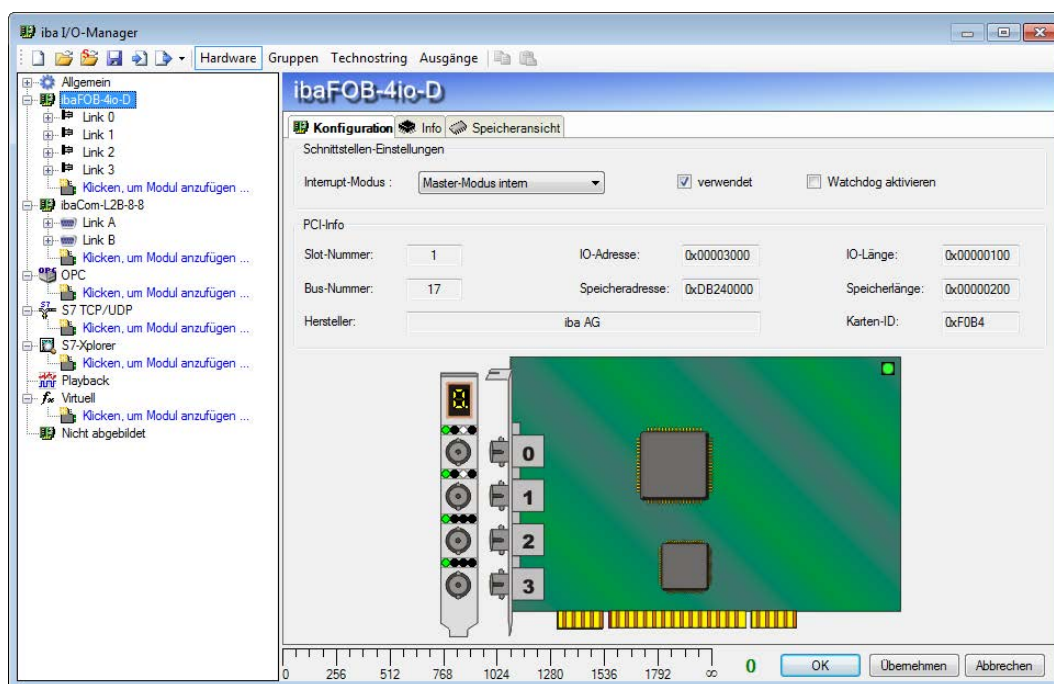 iba I/O-Manager
Hardware Gruppen Technostring Ausgänge
Allgemein
ibaFOB-4io-D
Link 0
Link 1
Link 2
Link 3
Klicken, um Modul anzufügen ...
ibaCom-L2B-8-8
Link A
Link B
Klicken, um Modul anzufügen ...
OPC
Klicken, um Modul anzufügen ...
S7 TCP/UDP
Klicken, um Modul anzufügen ...
S7-Xplorer
Klicken, um Modul anzufügen ...
Playback
Virtuell
Klicken, um Modul anzufügen ...
Nicht abgebildet
ibaFOB-4io-D
Konfiguration Info Speicheransicht
Schnittstellen-Einstellungen
Interrupt-Modus : Master-Modus intern verwendet Watchdog aktivieren
PCI-Info
Slot-Nummer: 1 IO-Adresse: 0x00003000 IO-Länge: 0x00000100
Bus-Nummer: 17 Speicheradresse: 0xDB240000 Speicherlänge: 0x00000200
Hersteller: iba AG Karten-ID: 0xF0B4
0
1
2
3
0 256 512 768 1024 1280 1536 1792 ∞ 0 OK Übernehmen Abbrechen